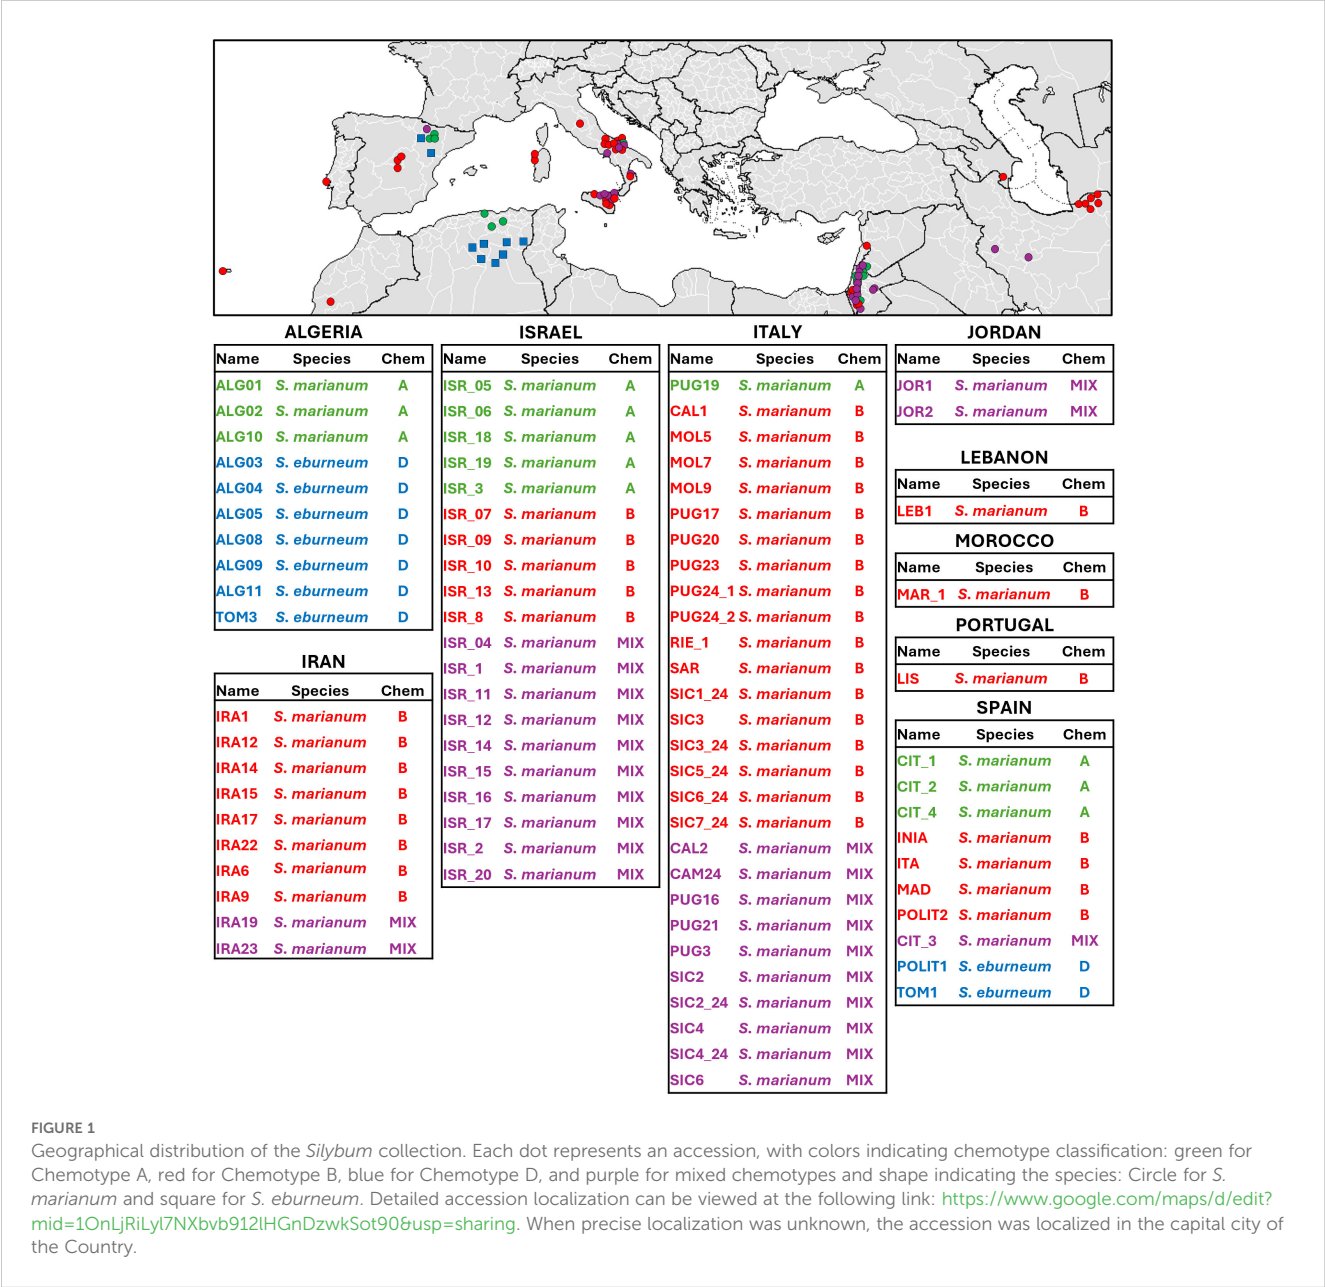 ALGERIA
Name Species Chem
ALG01 S. marianum A
ALG02 S. marianum A
ALG10 S. marianum A
ALG03 S. eburneum D
ALG04 S. eburneum D
ALG05 S. eburneum D
ALG08 S. eburneum D
ALG09 S. eburneum D
ALG11 S. eburneum D
TOM3 S. eburneum D
IRAN
Name Species Chem
IRA1 S. marianum B
IRA12 S. marianum B
IRA14 S. marianum B
IRA15 S. marianum B
IRA17 S. marianum B
IRA22 S. marianum B
IRA6 S. marianum B
IRA9 S. marianum B
IRA19 S. marianum MIX
IRA23 S. marianum MIX
ISRAEL
Name Species Chem
ISR_05 S. marianum A
ISR_06 S. marianum A
ISR_18 S. marianum A
ISR_19 S. marianum A
ISR_3 S. marianum A
ISR_07 S. marianum B
ISR_09 S. marianum B
ISR_10 S. marianum B
ISR_13 S. marianum B
ISR_8 S. marianum B
ISR_04 S. marianum MIX
ISR_1 S. marianum MIX
ISR_11 S. marianum MIX
ISR_12 S. marianum MIX
ISR_14 S. marianum MIX
ISR_15 S. marianum MIX
ISR_16 S. marianum MIX
ISR_17 S. marianum MIX
ISR_2 S. marianum MIX
ISR_20 S. marianum MIX
ITALY
Name Species Chem
PUG19 S. marianum A
CAL1 S. marianum B
MOL5 S. marianum B
MOL7 S. marianum B
MOL9 S. marianum B
PUG17 S. marianum B
PUG20 S. marianum B
PUG23 S. marianum B
PUG24_1 S. marianum B
PUG24_2 S. marianum B
RIE_1 S. marianum B
SAR S. marianum B
SIC1_24 S. marianum B
SIC3 S. marianum B
SIC3_24 S. marianum B
SIC5_24 S. marianum B
SIC6_24 S. marianum B
SIC7_24 S. marianum B
CAL2 S. marianum MIX
CAM24 S. marianum MIX
PUG16 S. marianum MIX
PUG21 S. marianum MIX
PUG3 S. marianum MIX
SIC2 S. marianum MIX
SIC2_24 S. marianum MIX
SIC4 S. marianum MIX
SIC4_24 S. marianum MIX
SIC6 S. marianum MIX
JORDAN
Name Species Chem
JOR1 S. marianum MIX
JOR2 S. marianum MIX
LEBANON
Name Species Chem
LEB1 S. marianum B
MOROCCO
Name Species Chem
MAR_1 S. marianum B
PORTUGAL
Name Species Chem
LIS S. marianum B
SPAIN
Name Species Chem
CIT_1 S. marianum A
CIT_2 S. marianum A
CIT_4 S. marianum A
INIA S. marianum B
ITA S. marianum B
MAD S. marianum B
POLIT2 S. marianum B
CIT_3 S. marianum MIX
POLIT1 S. eburneum D
TOM1 S. eburneum D
FIGURE 1
Geographical distribution of the Silybum collection. Each dot represents an accession, with colors indicating chemotype classification: green for
Chemotype A, red for Chemotype B, blue for Chemotype D, and purple for mixed chemotypes and shape indicating the species: Circle for S.
marianum and square for S. eburneum. Detailed accession localization can be viewed at the following link: https://www.google.com/maps/d/edit?
mid=1OnLjRiLyl7NXbvb912lHGnDzwkSot90&usp=sharing. When precise localization was unknown, the accession was localized in the capital city of
the Country.